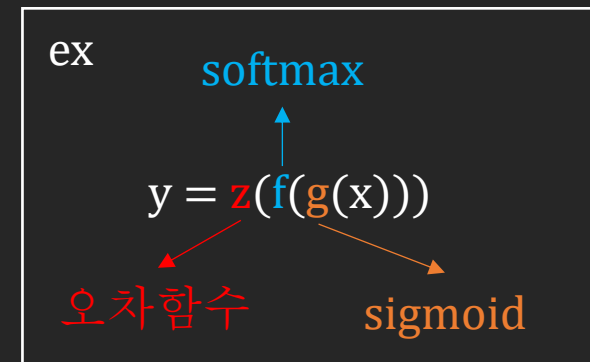 ex
softmax
y = z(f(g(x)))
오차함수
sigmoid